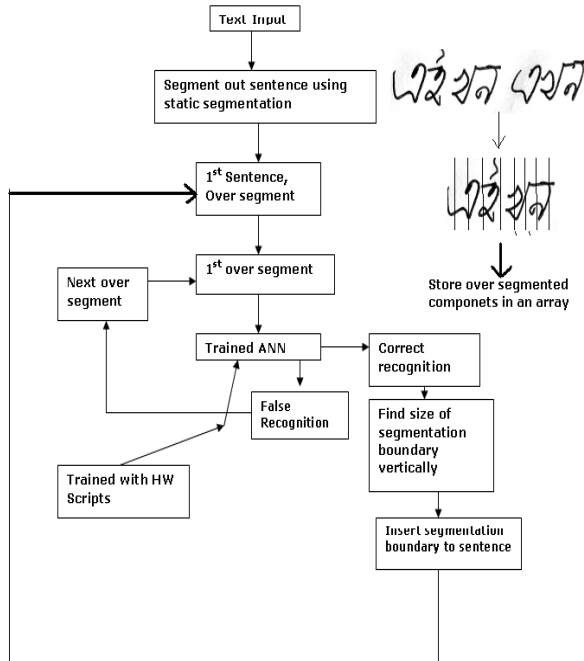 Text Input
Segment out sentence using
static segmentation
1st Sentence,
Over segment
1st over segment
Next over
segment
Trained ANN
Correct
recognition
False
Recognition
Find size of
segmentation
boundary
vertically
Trained with HW
Scripts
Insert segmentation
boundary to sentence
Store over segmented
componets in an array